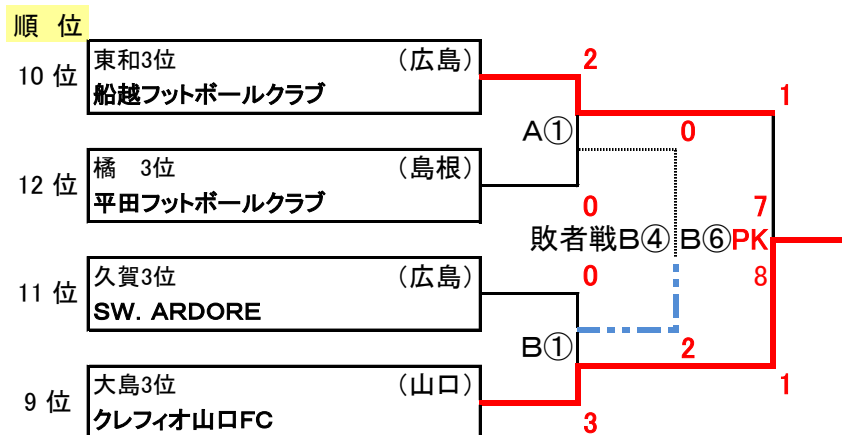 順 位
10 位
東和3位 （広島）
船越フットボールクラブ
2
1
A①
0
12 位
橘 3位 （島根）
平田フットボールクラブ
0
7
敗者戦B④ B⑥PK
0
8
11 位
久賀3位 （広島）
SW. ARDORE
B①
2
9 位
大島3位 （山口）
クレフィオ山口FC
3
1